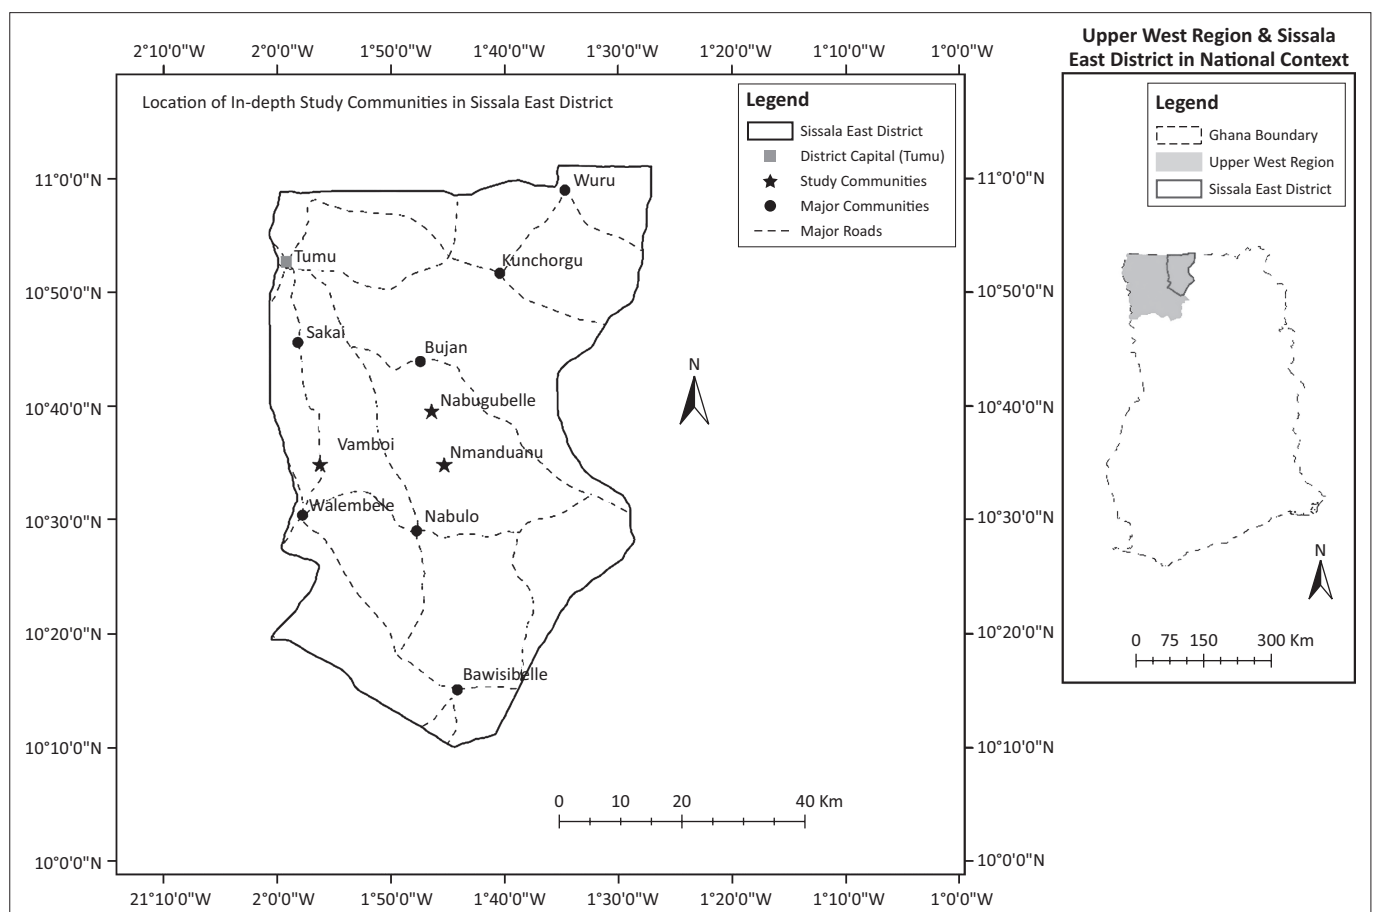 Upper West Region & Sissala
East District in National Context
2°10'0"W 2°0'0"W 1°50'0"W 1°40'0"W 1°30'0"W 1°20'0"W 1°10'0"W 1°0'0"W
Location of In-depth Study Communities in Sissala East District
Legend
Sissala East District
District Capital (Tumu)
Study Communities
Major Communities
Major Roads
Legend
Ghana Boundary
Upper West Region
Sissala East District
11°0'0"N
10°50'0"N
10°40'0"N
10°30'0"N
10°20'0"N
10°10'0"N
10°0'0"N
Wuru
Tumu
Kunchorgu
Sakai
Bujan
Nabugubelle
Vamboi
Nmanduanu
Walembele
Nabulo
Bawisibelle
N
0 10 20 40 Km
11°0'0"N
10°50'0"N
10°40'0"N
10°30'0"N
10°20'0"N
10°10'0"N
10°0'0"N
N
0 75 150 300 Km
21°10'0"W 2°0'0"W 1°50'0"W 1°40'0"W 1°30'0"W 1°20'0"W 1°10'0"W 1°0'0"W